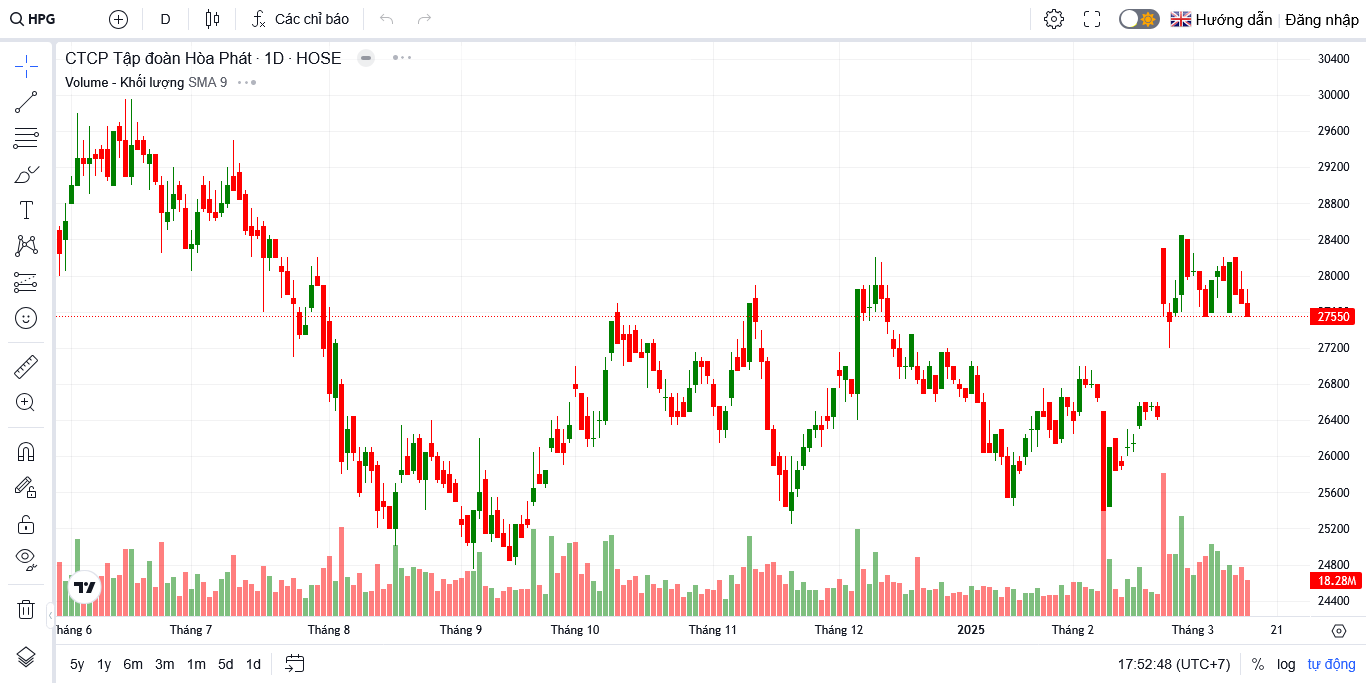 HPG D Các chỉ báo Hướng dẫn Đăng nhập
CTCP Tập đoàn Hòa Phát · 1D · HOSE
Volume - Khối lượng SMA 9
30400
30000
29600
29200
28800
28400
28000
27550
27200
26800
26400
26000
25600
25200
24800
18.28M
24400
háng 6 Tháng 7 Tháng 8 Tháng 9 Tháng 10 Tháng 11 Tháng 12 2025 Tháng 2 Tháng 3 21
5y 1y 6m 3m 1m 5d 1d 17:52:48 (UTC+7) % log tự động